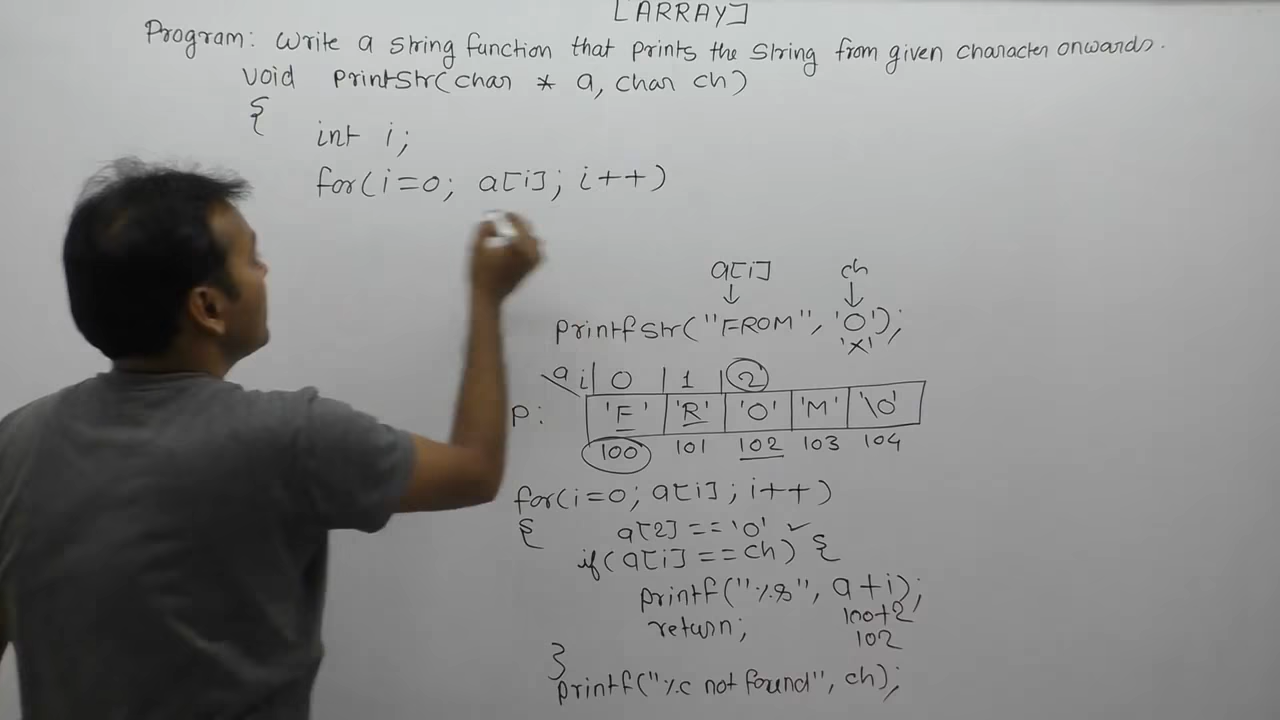 [ARRAY]
Program: Write a string function that prints the string from given character onwards.
void printStr(char * a, char ch)
{
int i;
for(i=0; a[i]; i++)
a[i] ch
↓ ↓
printfstr("FROM", 'O');
'x'
a i 0 1 2
P: 'F' 'R' 'O' 'M' '\0'
100 101 102 103 104
for(i=0; a[i]; i++)
{ a[2] == 'O' ✓
if(a[i] == ch) {
printf("%s", a+i);
100+2
return;
102
}
printf("%c not found", ch);